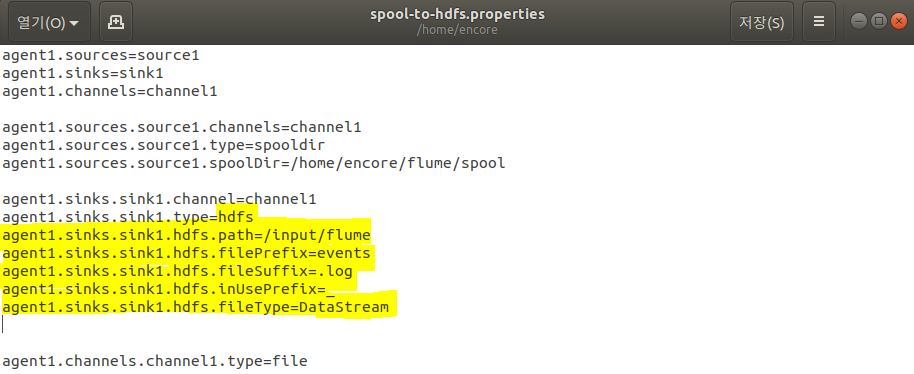 열기(O)
spool-to-hdfs.properties
/home/encore
저장(S)
agent1.sources=source1
agent1.sinks=sink1
agent1.channels=channel1
agent1.sources.source1.channels=channel1
agent1.sources.source1.type=spooldir
agent1.sources.source1.spoolDir=/home/encore/flume/spool
agent1.sinks.sink1.channel=channel1
agent1.sinks.sink1.type=hdfs
agent1.sinks.sink1.hdfs.path=/input/flume
agent1.sinks.sink1.hdfs.filePrefix=events
agent1.sinks.sink1.hdfs.fileSuffix=.log
agent1.sinks.sink1.hdfs.inUsePrefix=_
agent1.sinks.sink1.hdfs.fileType=DataStream
agent1.channels.channel1.type=file